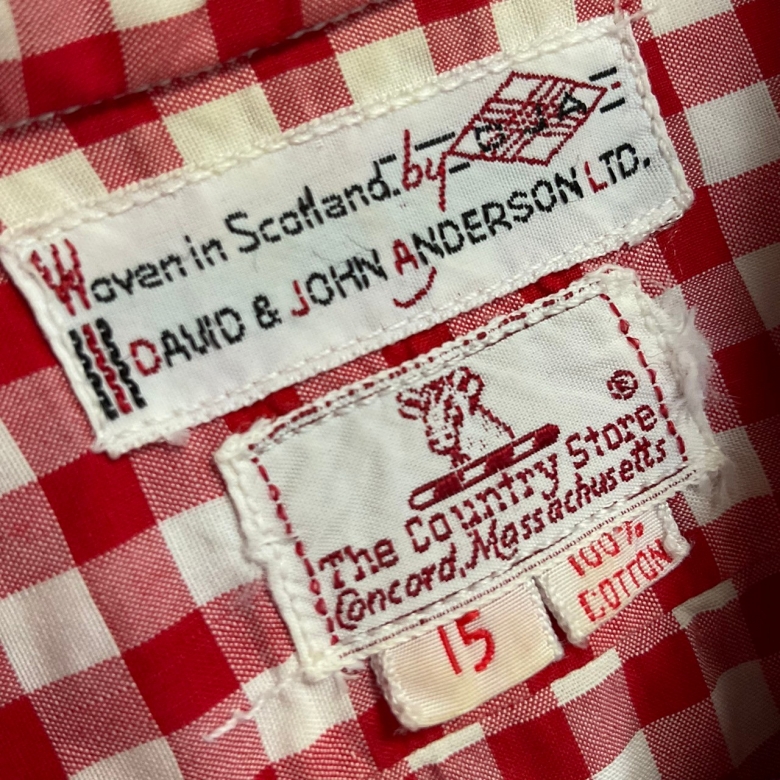 Woven in Scotland by D J A
DAVID & JOHN ANDERSON LTD.
®
The Country Store
Concord, Massachusetts
15
100%
COTTON